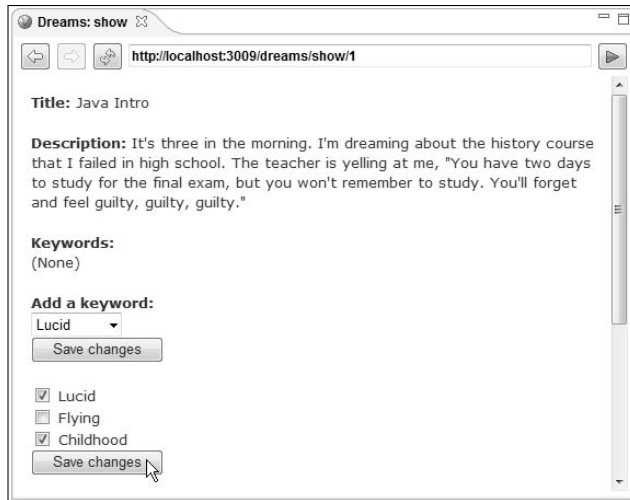 Dreams: show
http://localhost:3009/dreams/show/1
Title: Java Intro
Description: It's three in the morning. I'm dreaming about the history course
that I failed in high school. The teacher is yelling at me, "You have two days
to study for the final exam, but you won't remember to study. You'll forget
and feel guilty, guilty, guilty."
Keywords:
(None)
Add a keyword:
Lucid
Save changes
Lucid
Flying
Childhood
Save changes